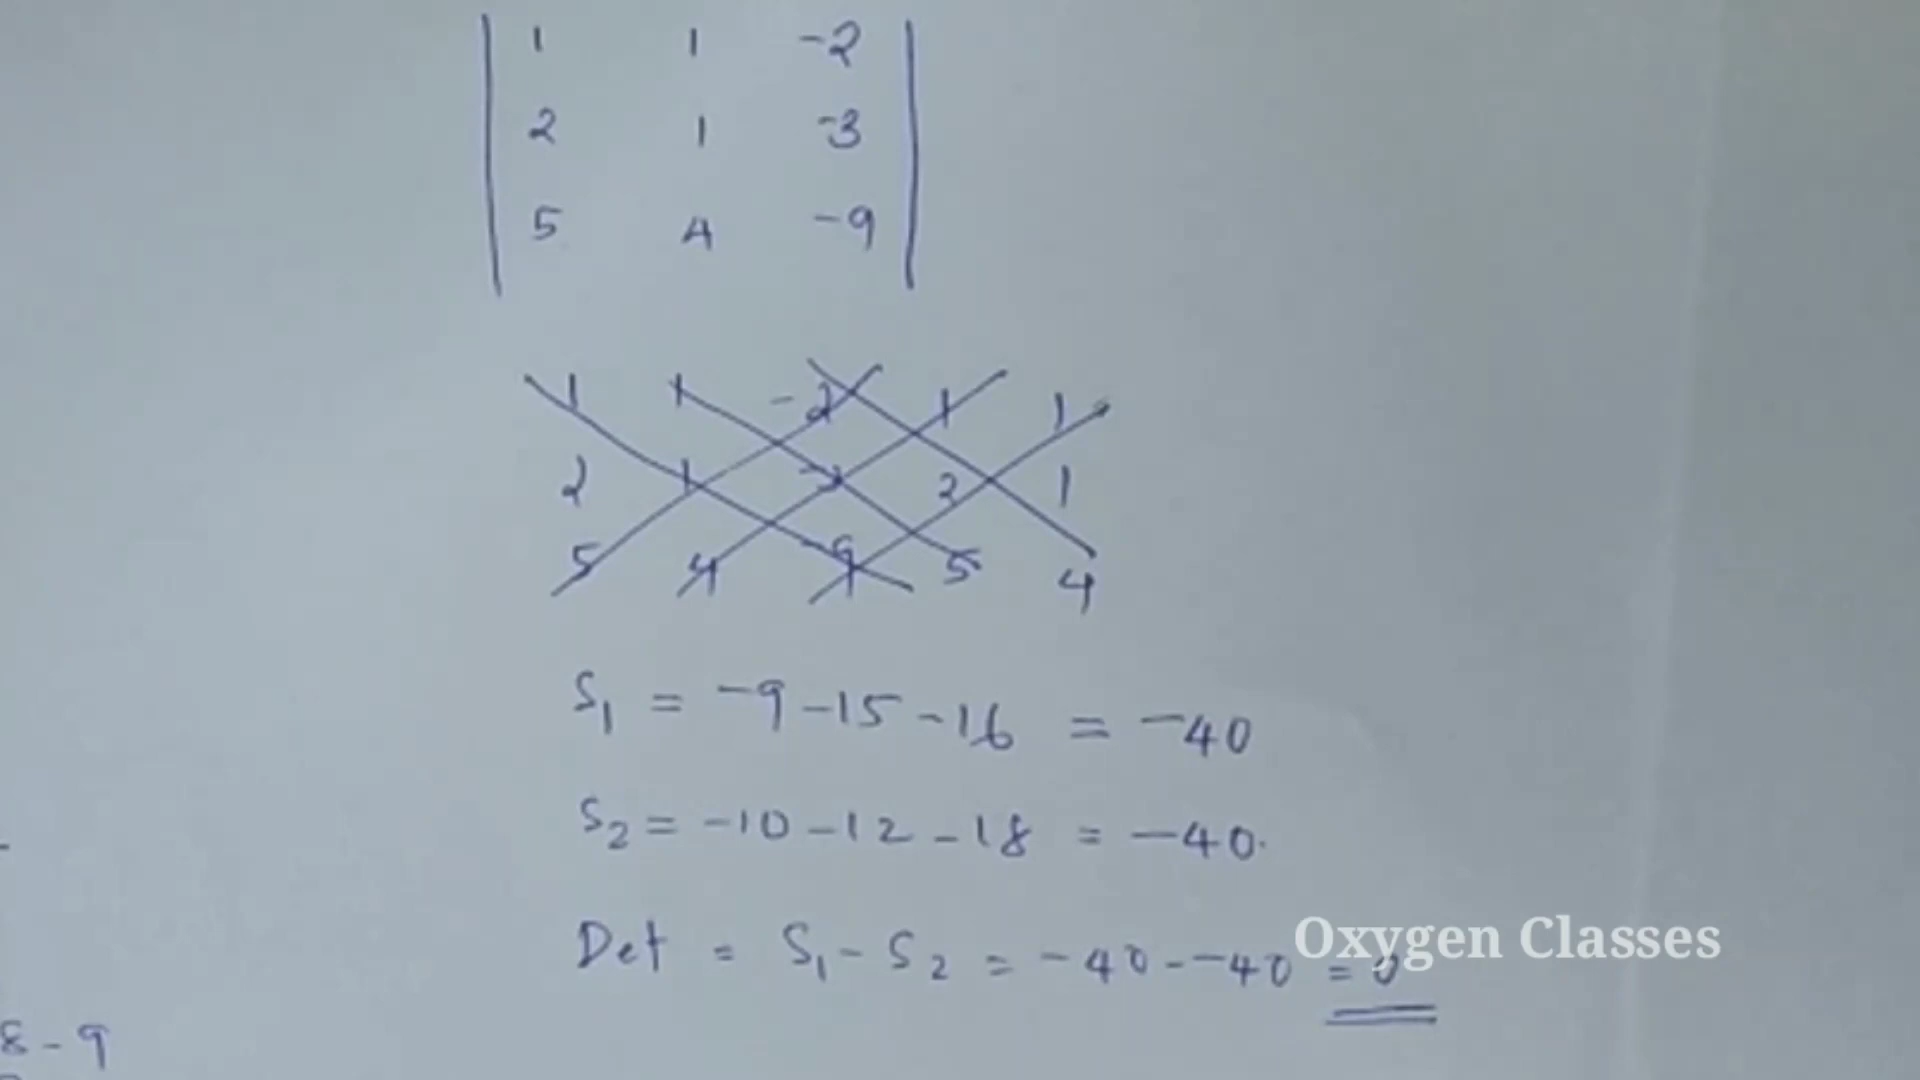 1 1 -2
2 1 -3
5 4 -9
1 1 -2 1 1
2 1 -3 2 1
5 4 -9 5 4
S1 = -9-15-16 = -40
S2 = -10-12-18 = -40.
Det = S1 - S2 = -40--40 = 0
Oxygen Classes
8-9